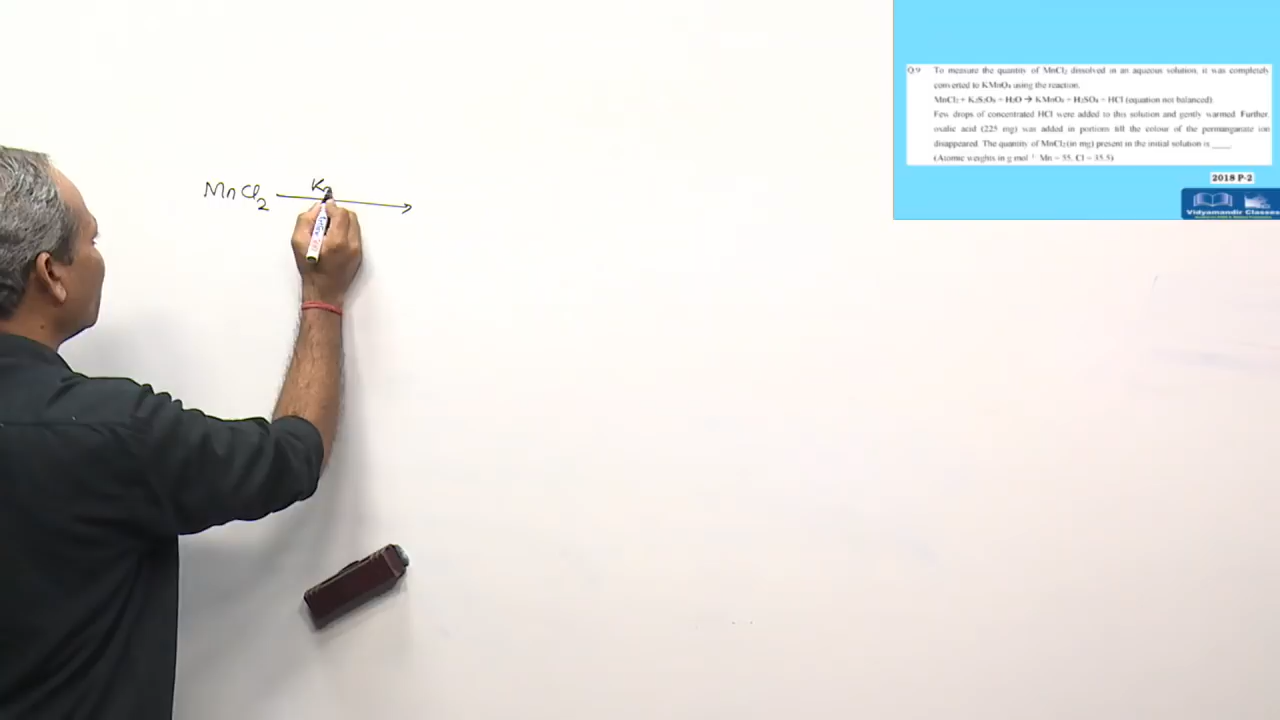 Q.9 To measure the quantity of MnCl₂ dissolved in an aqueous solution, it was completely
converted to KMnO₄ using the reaction,
MnCl₂ + K₂S₂O₈ + H₂O → KMnO₄ + H₂SO₄ + HCl (equation not balanced)
Few drops of concentrated HCl were added to this solution and gently warmed. Further,
oxalic acid (225 mg) was added in portions till the colour of the permanganate ion
disappeared. The quantity of MnCl₂ (in mg) present in the initial solution is ____.
(Atomic weights in g mol⁻¹: Mn = 55, Cl = 35.5)
2018 P-2
Vidyamandir Classes
K₂
MnCl₂ →